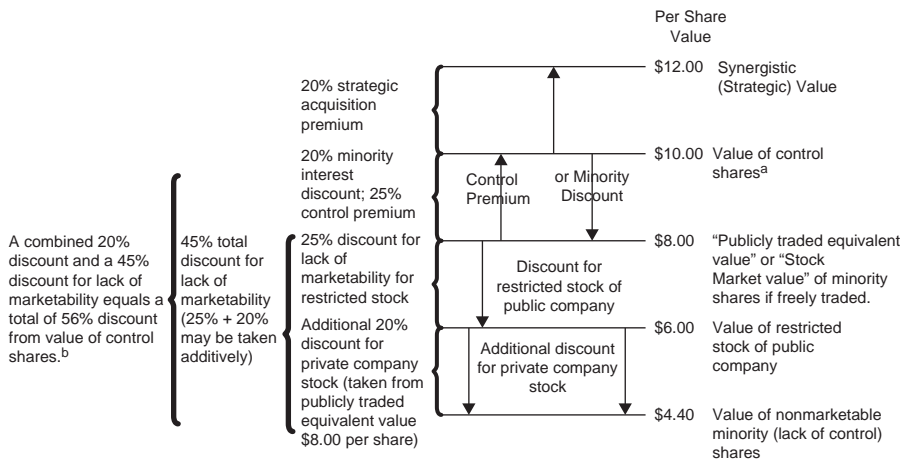 Per Share
Value
$12.00 Synergistic
(Strategic) Value
20% strategic
acquisition
premium
$10.00 Value of control
sharesa
20% minority
interest
discount; 25%
control premium
Control
Premium
or Minority
Discount
$8.00 “Publicly traded equivalent
value” or “Stock
Market value” of minority
shares if freely traded.
A combined 20%
discount and a 45%
discount for lack of
marketability equals a
total of 56% discount
from value of control
shares.b
45% total
discount for
lack of
marketability
(25% + 20%
may be taken
additively)
25% discount for
lack of
marketability for
restricted stock
Discount for
restricted stock of
public company
$6.00 Value of restricted
stock of public
company
Additional 20%
discount for
private company
stock (taken from
publicly traded
equivalent value
$8.00 per share)
Additional discount
for private company
stock
$4.40 Value of nonmarketable
minority (lack of control)
shares